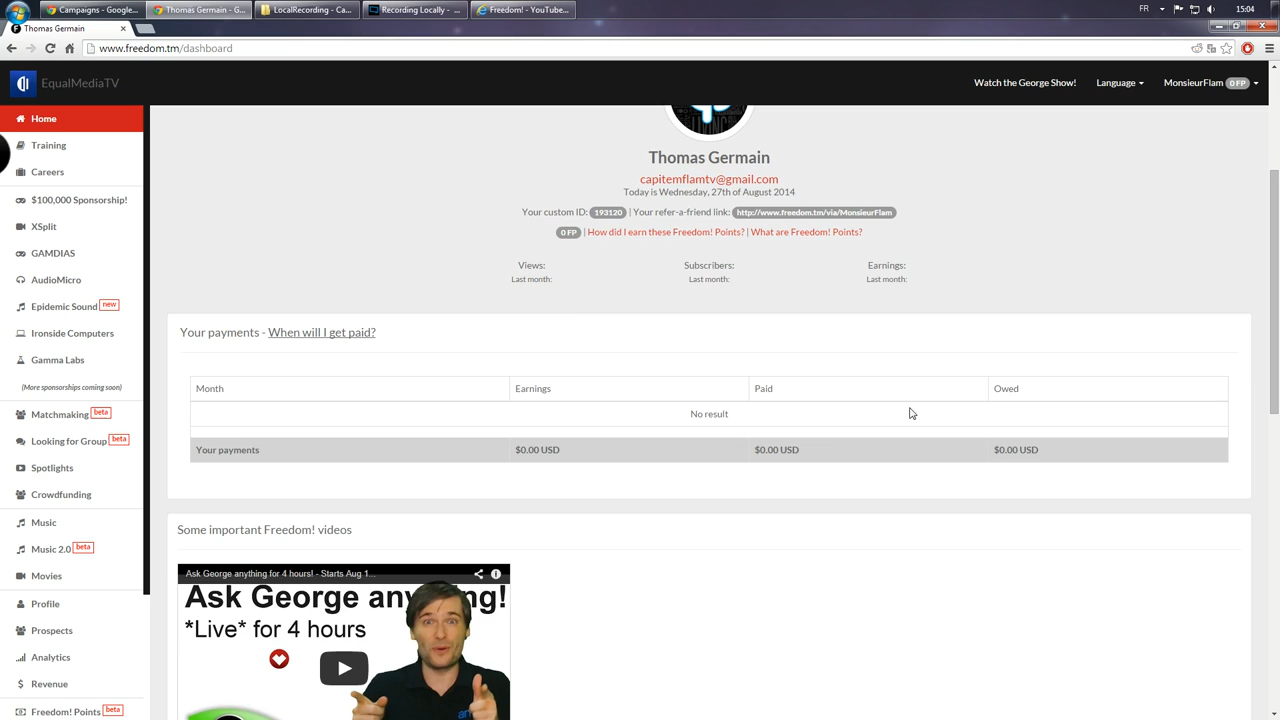 Campaigns - Google...
Thomas Germain - G...
LocalRecording - Ca...
Recording Locally - ...
Freedom! - YouTube...
FR
15:04
Thomas Germain
www.freedom.tm/dashboard
EqualMediaTV
Watch the George Show!
Language
MonsieurFlam 0 FP
Home
Training
Careers
$100,000 Sponsorship!
XSplit
GAMDIAS
AudioMicro
Epidemic Sound new
Ironside Computers
Gamma Labs
(More sponsorships coming soon)
Matchmaking beta
Looking for Group beta
Spotlights
Crowdfunding
Music
Music 2.0 beta
Movies
Profile
Prospects
Analytics
Revenue
Freedom! Points beta
Thomas Germain
capitemflamtv@gmail.com
Today is Wednesday, 27th of August 2014
Your custom ID: 193120 | Your refer-a-friend link: http://www.freedom.tm/via/MonsieurFlam
0 FP | How did I earn these Freedom! Points? | What are Freedom! Points?
Views: Subscribers: Earnings:
Last month: Last month: Last month:
Your payments - When will I get paid?
Month Earnings Paid Owed
No result
Your payments $0.00 USD $0.00 USD $0.00 USD
Some important Freedom! videos
Ask George anything for 4 hours! - Starts Aug 1...
Ask George anything!
*Live* for 4 hours